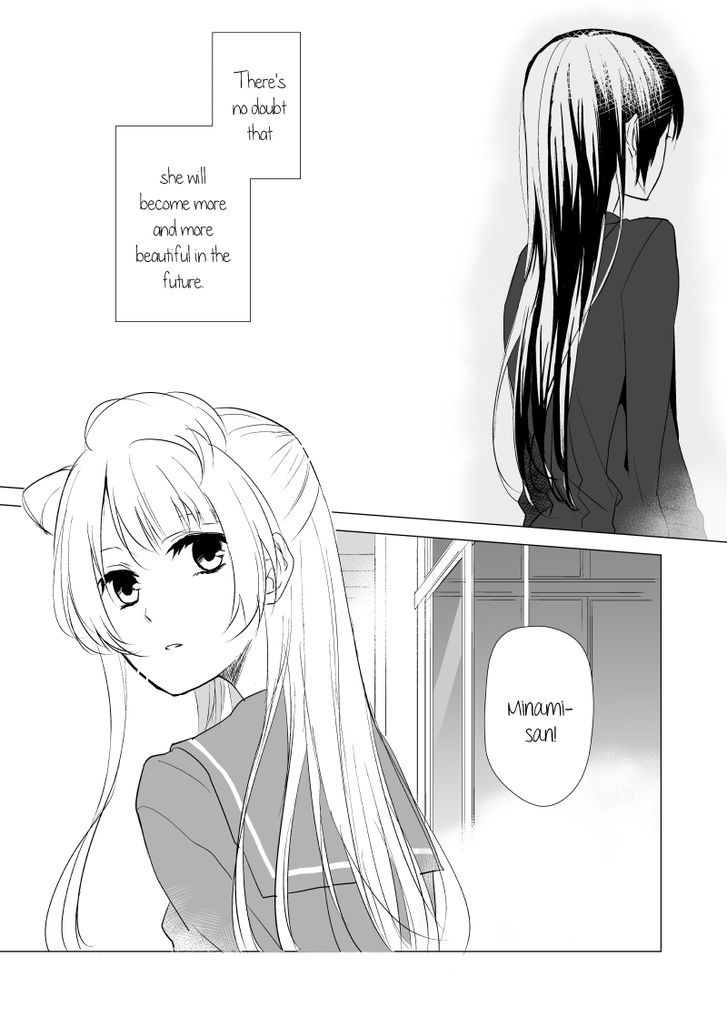 There's
no doubt
that
she will
become more
and more
beautiful in the
future.
Minami-
san!